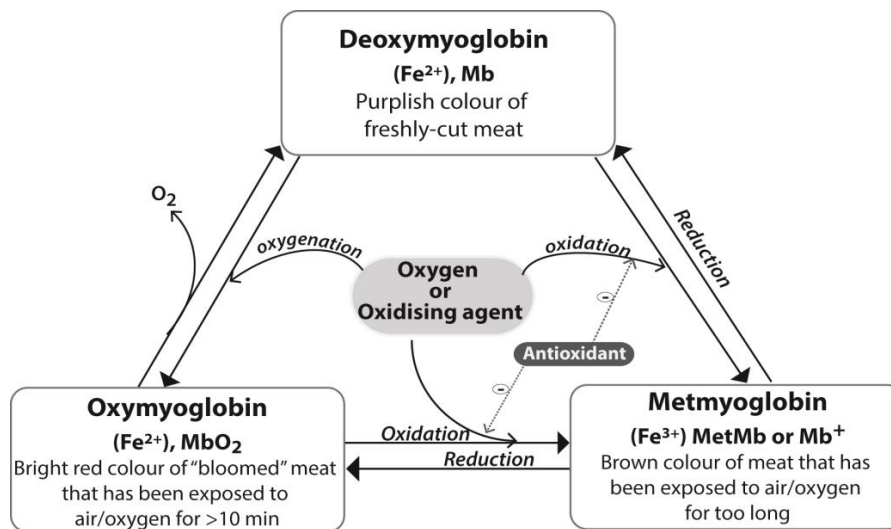 Deoxymyoglobin
(Fe²⁺), Mb
Purplish colour of
freshly-cut meat
O₂
oxygenation
Oxygen
or
Oxidising agent
oxidation
Reduction
-
Antioxidant
-
Oxymyoglobin
(Fe²⁺), MbO₂
Bright red colour of “bloomed” meat
that has been exposed to
air/oxygen for >10 min
Oxidation
Reduction
Metmyoglobin
(Fe³⁺) MetMb or Mb⁺
Brown colour of meat that has
been exposed to air/oxygen
for too long